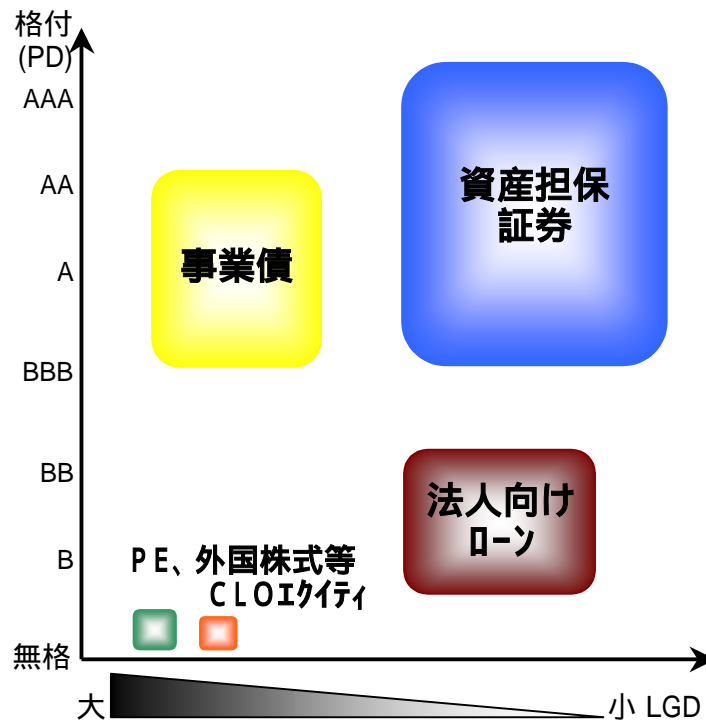 格付
(PD)
AAA
AA
A
BBB
BB
B
無格
資産担保
証券
事業債
法人向け
ﾛｰﾝ
ＰＥ、外国株式等
ＣＬＯｴｸｲﾃｨ
大
小 LGD